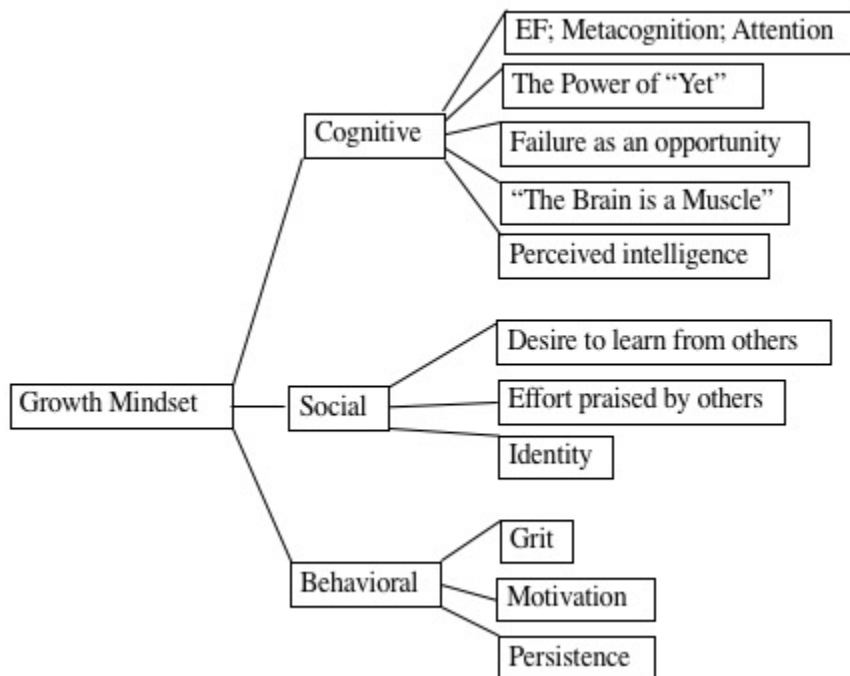 EF; Metacognition; Attention
The Power of “Yet”
Cognitive
Failure as an opportunity
“The Brain is a Muscle”
Perceived intelligence
Desire to learn from others
Growth Mindset
Social
Effort praised by others
Identity
Grit
Behavioral
Motivation
Persistence